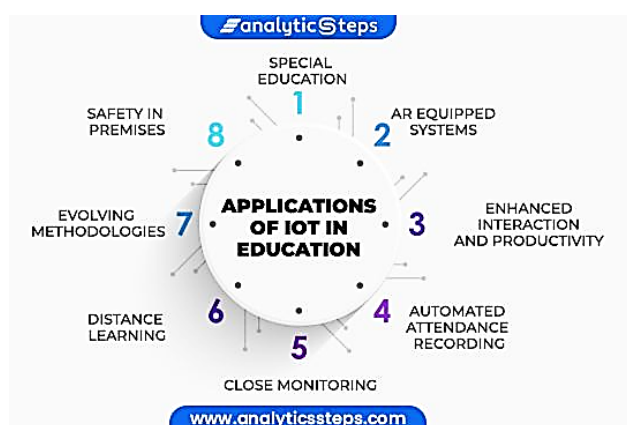 analyticSteps
SPECIAL
EDUCATION
1
2
AR EQUIPPED
SYSTEMS
3
ENHANCED
INTERACTION
AND PRODUCTIVITY
4
AUTOMATED
ATTENDANCE
RECORDING
5
CLOSE MONITORING
6
DISTANCE
LEARNING
7
EVOLVING
METHODOLOGIES
8
SAFETY IN
PREMISES
APPLICATIONS
OF IOT IN
EDUCATION
www.analyticssteps.com